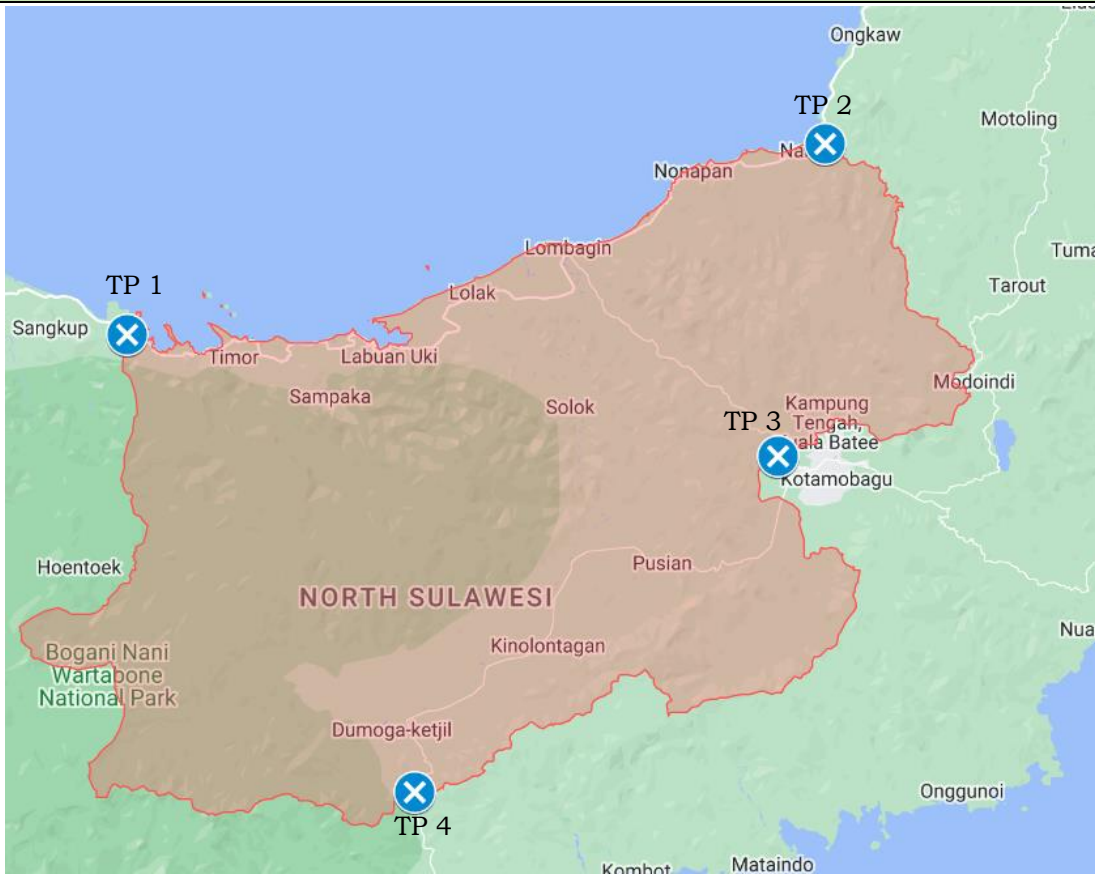 Ongkaw
TP 2
Motoling
Nonapan
Lombagin
Tuma
TP 1
Lolak
Tarout
Sangkup
Timor
Labuan Uki
Modoindi
Sampaka
Solok
Kampung
Tengah,
TP 3
uala Batee
Kotamobagu
Pusian
Hoentoek
NORTH SULAWESI
Nua
Kinolontagan
Bogani Nani
Wartabone
National Park
Dumoga-ketjil
Onggunoi
TP 4
Kombot
Mataindo